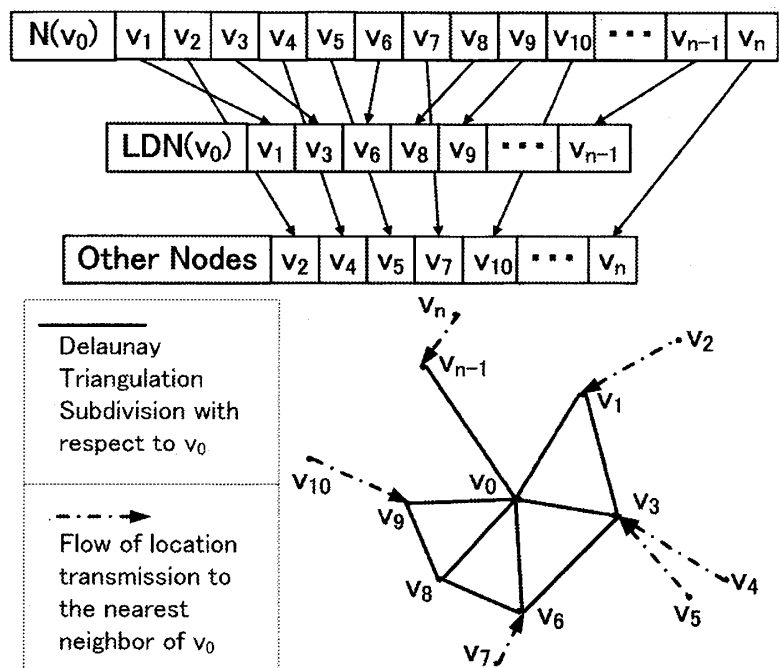 N(v₀) v₁ v₂ v₃ v₄ v₅ v₆ v₇ v₈ v₉ v₁₀ ··· vₙ₋₁ vₙ
LDN(v₀) v₁ v₃ v₆ v₈ v₉ ··· vₙ₋₁
Other Nodes v₂ v₄ v₅ v₇ v₁₀ ··· vₙ
Delaunay
Triangulation
Subdivision with
respect to v₀
Flow of location
transmission to
the nearest
neighbor of v₀
vₙ
vₙ₋₁
v₂
v₁
v₁₀
v₀
v₉
v₃
v₈
v₄
v₅
v₆
v₇